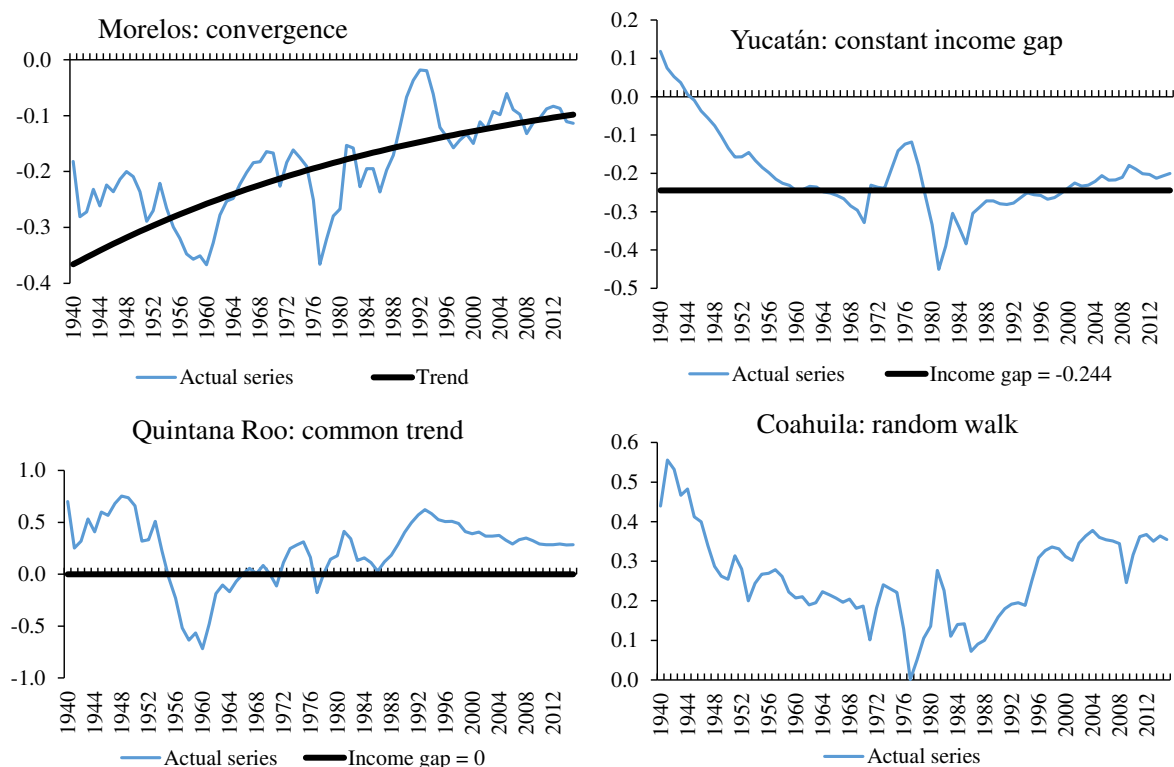 Morelos: convergence
0.0
-0.1
-0.2
-0.3
-0.4
1940 1944 1948 1952 1956 1960 1964 1968 1972 1976 1980 1984 1988 1992 1996 2000 2004 2008 2012
Actual series Trend
Yucatán: constant income gap
0.2
0.1
0.0
-0.1
-0.2
-0.3
-0.4
-0.5
1940 1944 1948 1952 1956 1960 1964 1968 1972 1976 1980 1984 1988 1992 1996 2000 2004 2008 2012
Actual series Income gap = -0.244
Quintana Roo: common trend
1.0
0.5
0.0
-0.5
-1.0
1940 1944 1948 1952 1956 1960 1964 1968 1972 1976 1980 1984 1988 1992 1996 2000 2004 2008 2012
Actual series Income gap = 0
Coahuila: random walk
0.6
0.5
0.4
0.3
0.2
0.1
0.0
1940 1944 1948 1952 1956 1960 1964 1968 1972 1976 1980 1984 1988 1992 1996 2000 2004 2008 2012
Actual series